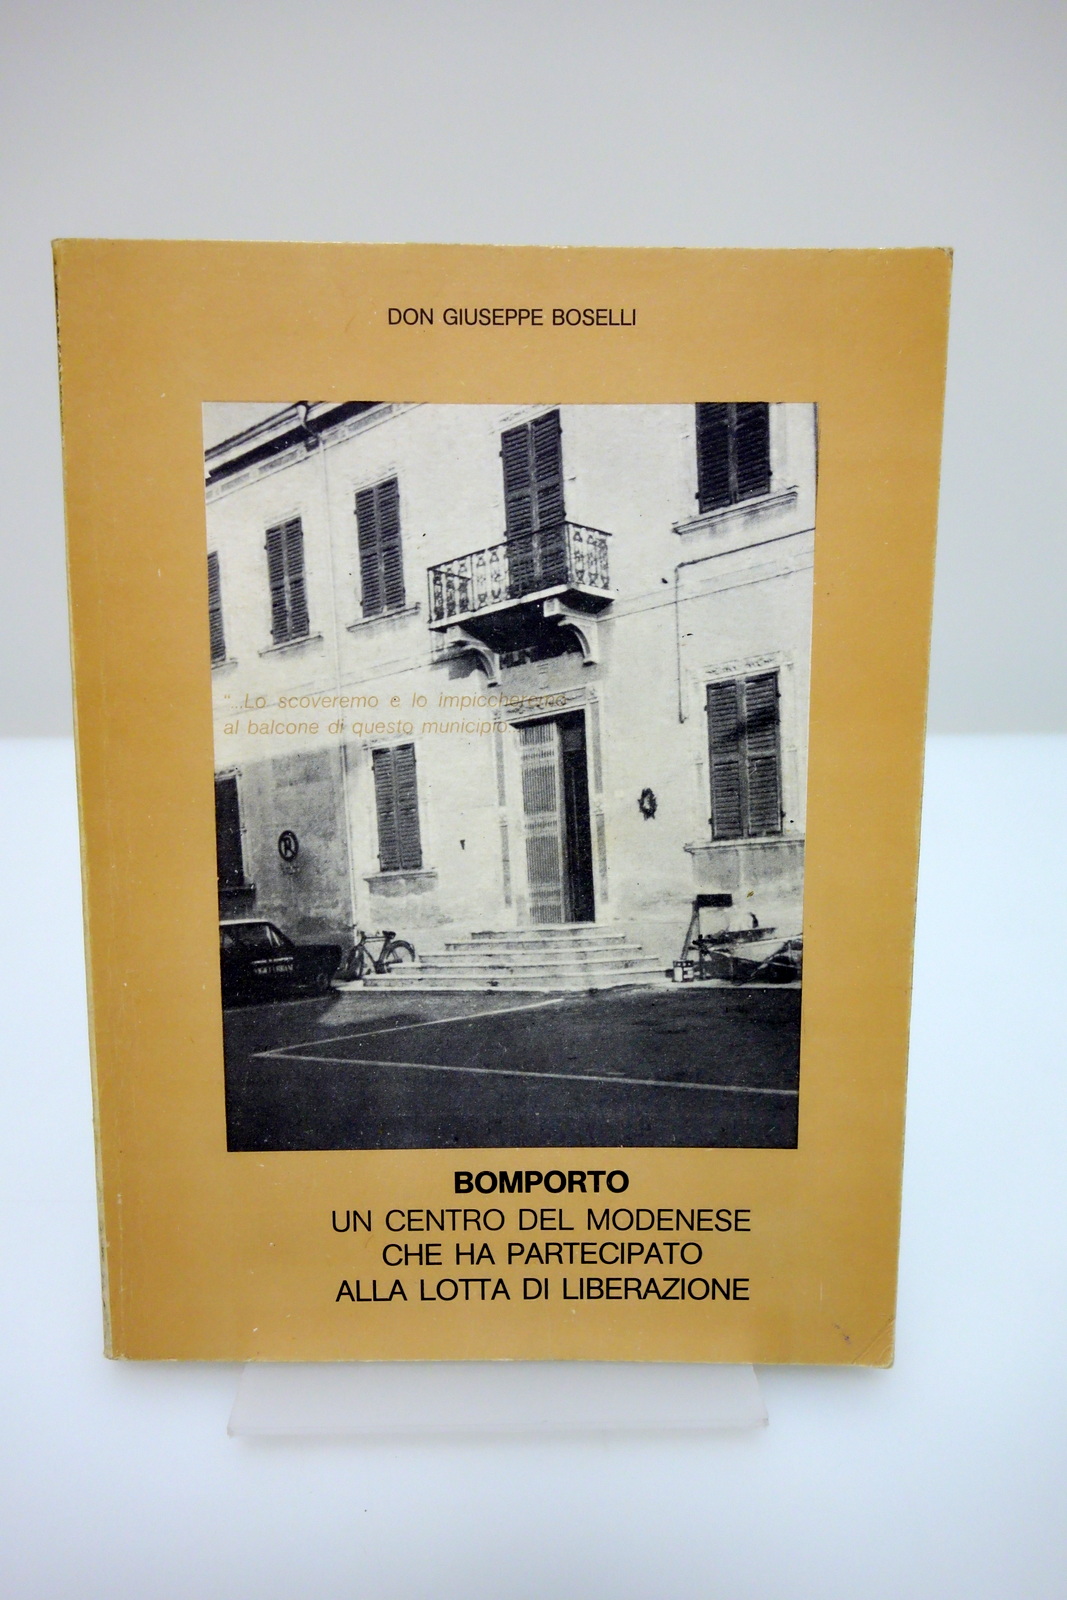 DON GIUSEPPE BOSELLI
"...Lo scoveremo e lo impiccheremo
al balcone di questo municipio.
BOMPORTO
UN CENTRO DEL MODENESE
CHE HA PARTECIPATO
ALLA LOTTA DI LIBERAZIONE